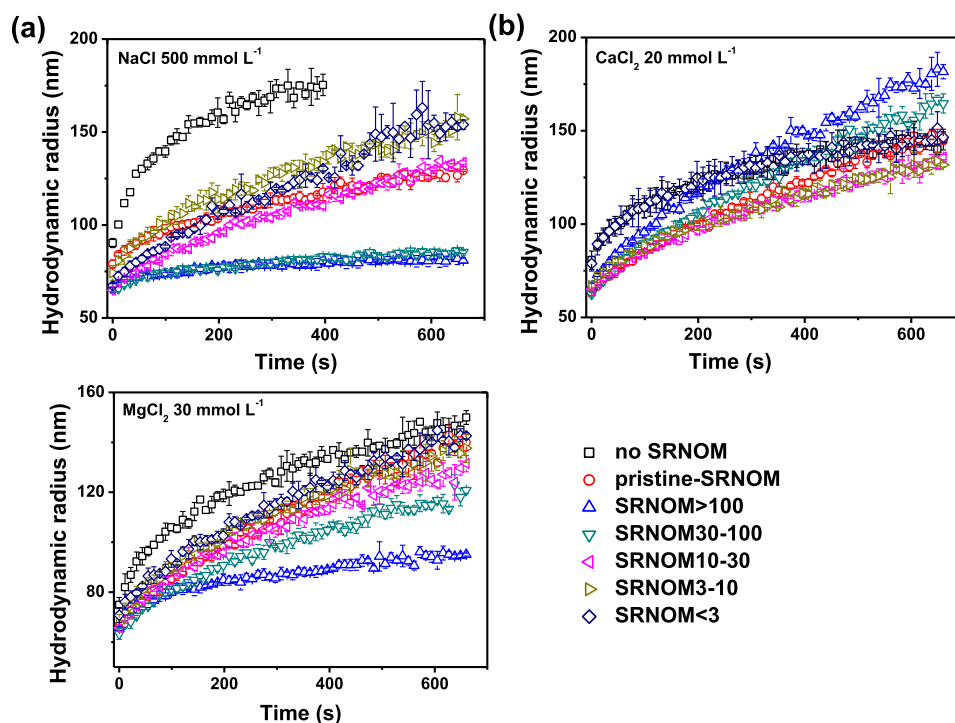 (a)
NaCl 500 mmol L⁻¹
Hydrodynamic radius (nm)
200
150
100
50
0
200
400
600
Time (s)
(b)
CaCl₂ 20 mmol L⁻¹
Hydrodynamic radius (nm)
200
150
100
50
0
200
400
600
Time (s)
MgCl₂ 30 mmol L⁻¹
Hydrodynamic radius (nm)
160
120
80
0
200
400
600
Time (s)
no SRNOM
pristine-SRNOM
SRNOM>100
SRNOM30-100
SRNOM10-30
SRNOM3-10
SRNOM<3